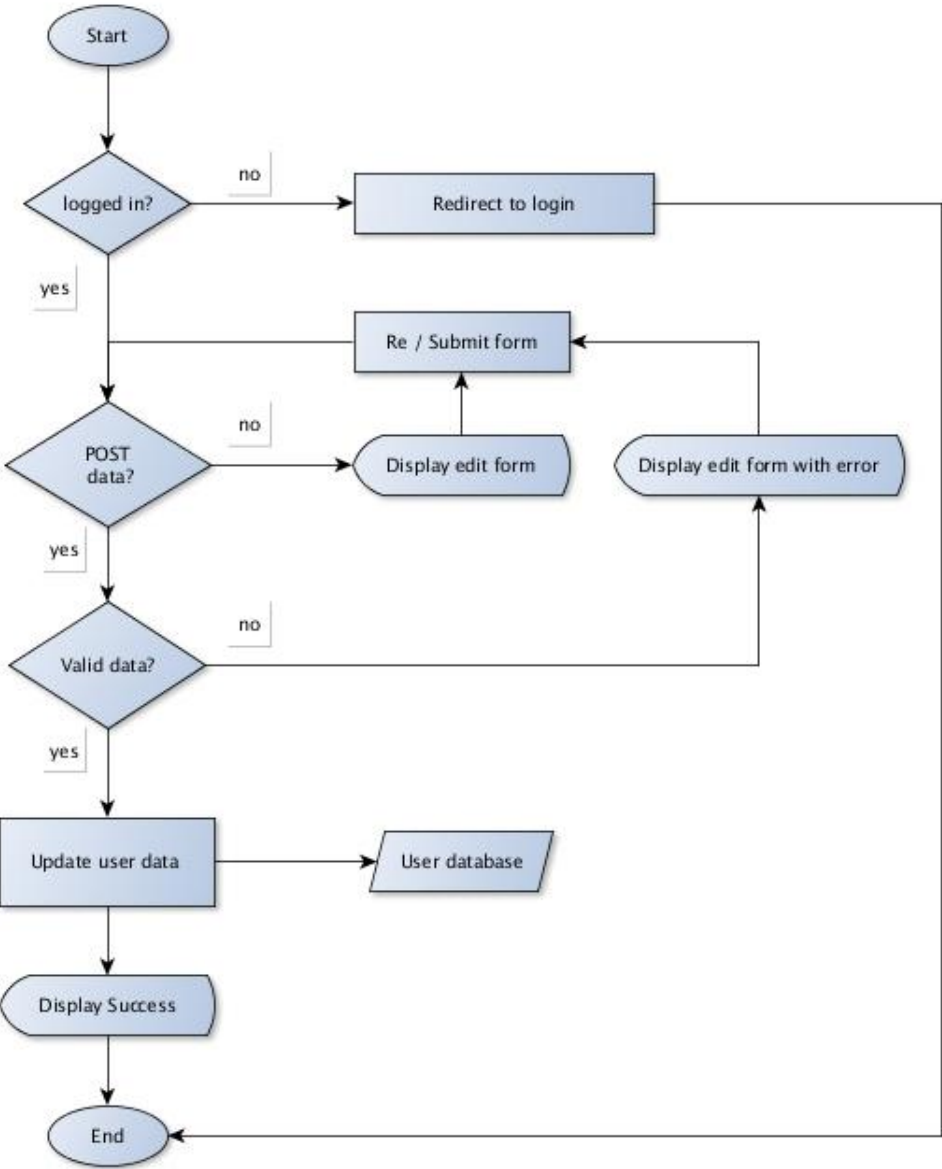 Start
no
logged in?
Redirect to login
yes
Re / Submit form
no
POST
data?
Display edit form
Display edit form with error
yes
no
Valid data?
yes
Update user data
User database
Display Success
End